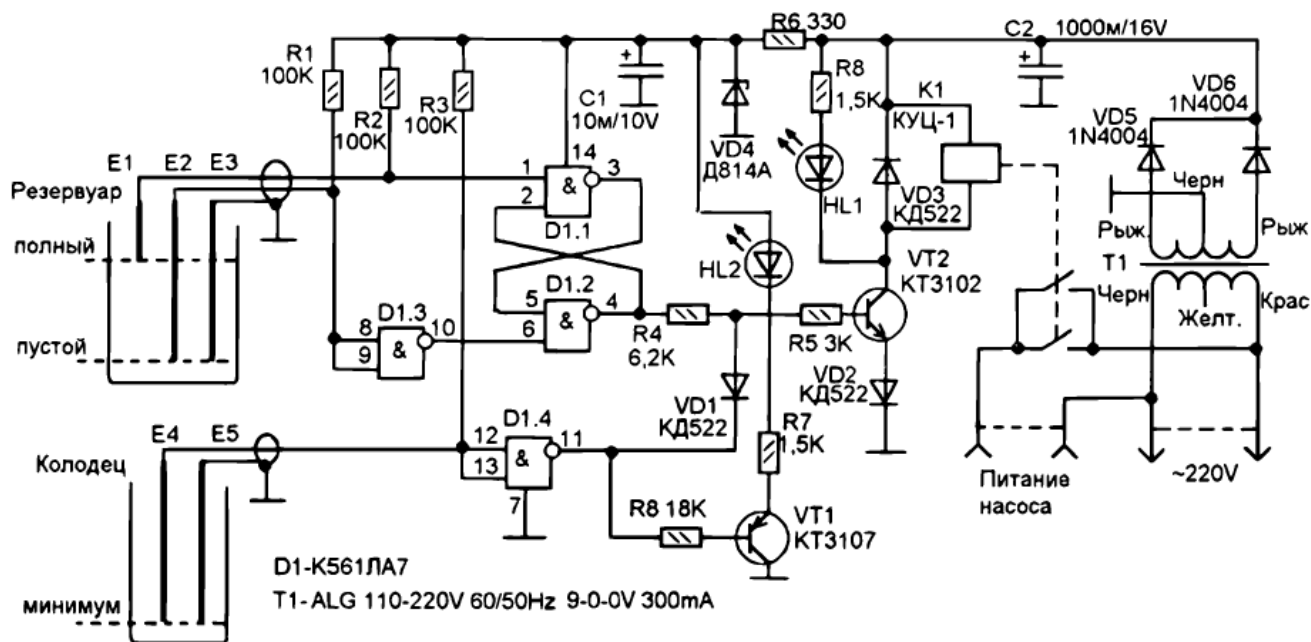 R6 330
C2 1000м/16V
R1
100K
R2
100K
R3
100K
+
C1
10м/10V
VD4
Д814А
R8
1,5K
HL1
K1
КУЦ-1
VD3
КД522
+
VD6
1N4004
VD5
1N4004
Черн
Рыж.
Рыж
T1
Черн
Желт.
Крас
E1 E2 E3
Резервуар
полный
пустой
1
2
14
3
&
D1.1
HL2
VT2
КТ3102
D1.2
5
6
4
&
R4
6,2K
R5 3K
D1.3
8
9
10
&
VD1
КД522
VD2
КД522
R7
1,5K
E4 E5
Колодец
минимум
D1.4
12
13
11
&
7
R8 18K
VT1
КТ3107
Питание
насоса
~220V
D1-К561ЛА7
T1- ALG 110-220V 60/50Hz 9-0-0V 300mA